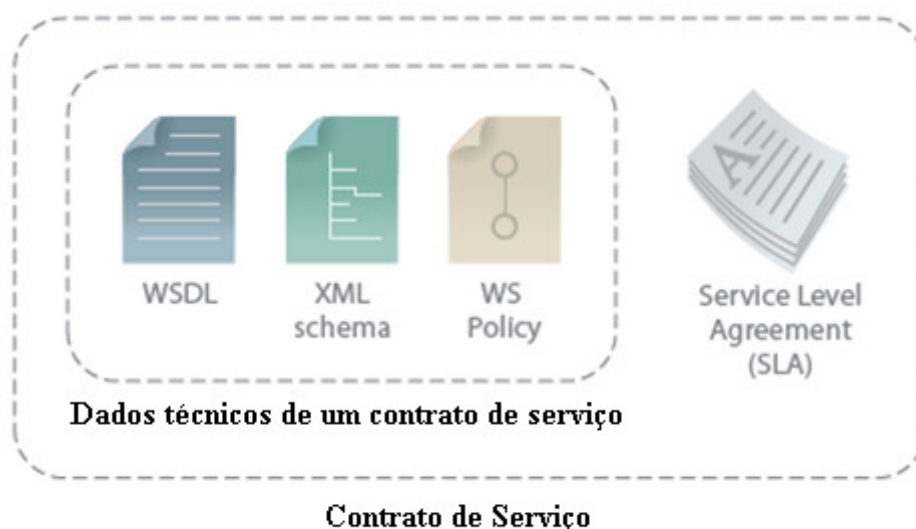 WSDL
XML
schema
WS
Policy
Service Level
Agreement
(SLA)
A
Dados técnicos de um contrato de serviço
Contrato de Serviço